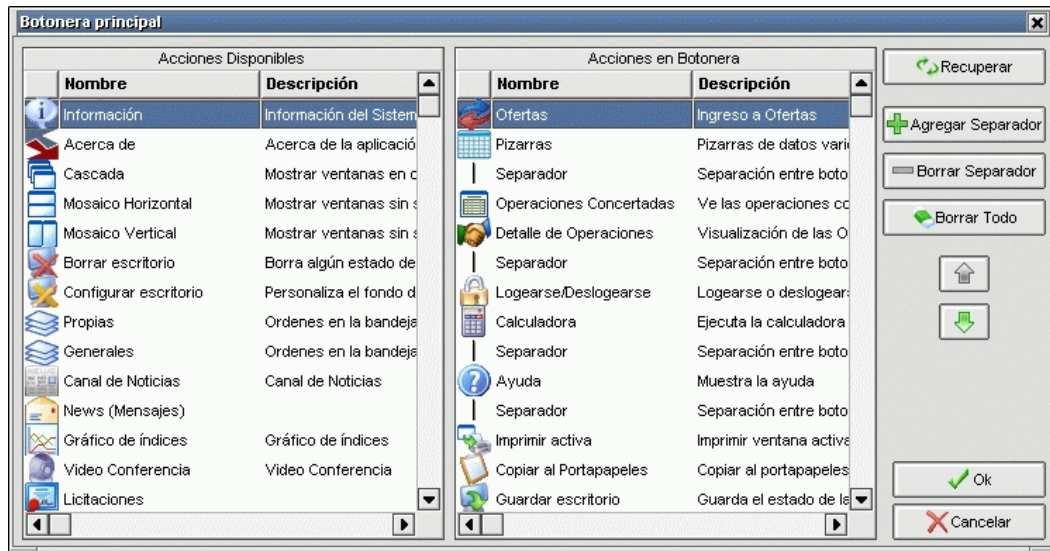 Botonera principal
Acciones Disponibles
Nombre Descripción
Información Información del Sistem
Acerca de Acerca de la aplicació
Cascada Mostrar ventanas en c
Mosaico Horizontal Mostrar ventanas sin s
Mosaico Vertical Mostrar ventanas sin s
Borrar escritorio Borra algún estado de
Configurar escritorio Personaliza el fondo d
Propias Ordenes en la bandeja
Generales Ordenes en la bandeja
Canal de Noticias Canal de Noticias
News (Mensajes)
Gráfico de índices Gráfico de índices
Video Conferencia Video Conferencia
Licitaciones
Acciones en Botonera
Nombre Descripción
Ofertas Ingreso a Ofertas
Pizarras Pizarras de datos vari
Separador Separación entre boto
Operaciones Concertadas Ve las operaciones co
Detalle de Operaciones Visualización de las O
Separador Separación entre boto
Logearse/Deslogearse Logearse o deslogear
Calculadora Ejecuta la calculadora
Separador Separación entre boto
Ayuda Muestra la ayuda
Separador Separación entre boto
Imprimir activa Imprimir ventana activa
Copiar al Portapapeles Copiar al portapapeles
Guardar escritorio Guarda el estado de la
Recuperar
Agregar Separador
Borrar Separador
Borrar Todo
Ok
Cancelar